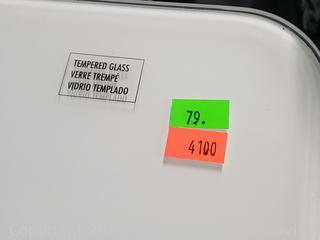 TEMPERED GLASS
VERRE TREMPÉ
VIDRIO TEMPLADO
79.
4100